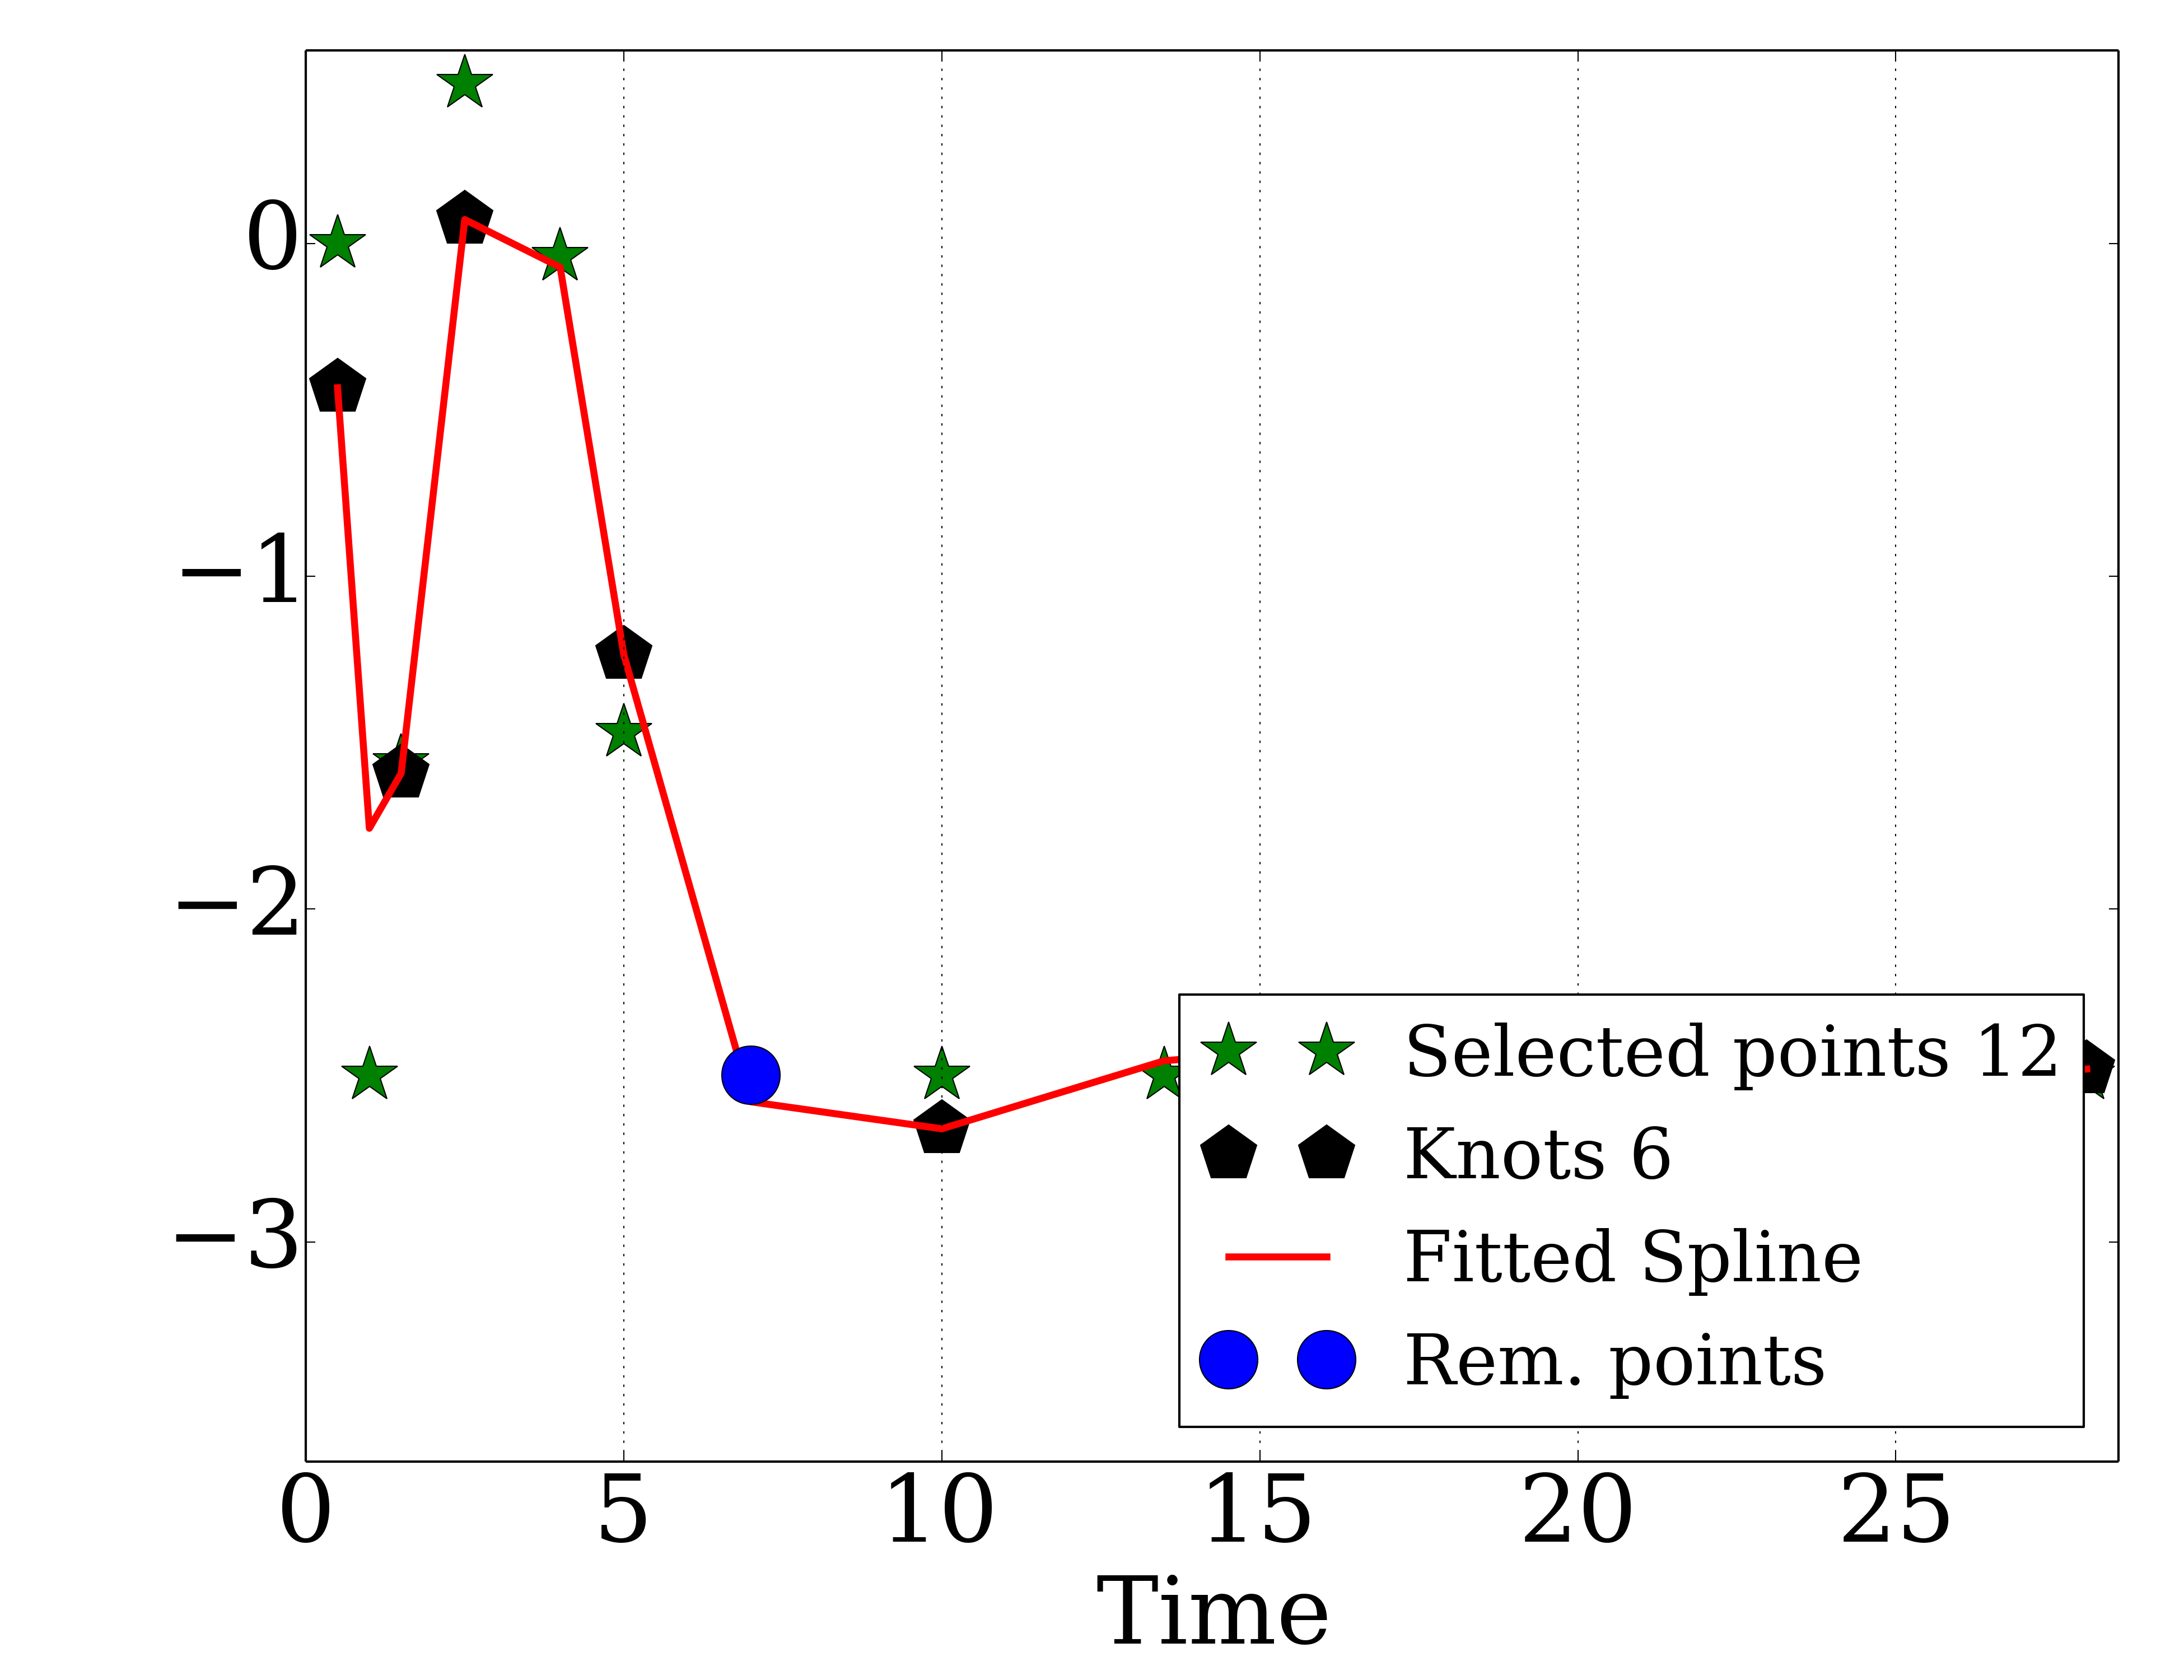 0
−1
−2
−3
Selected points 12
Knots 6
Fitted Spline
Rem. points
0 5 10 15 20 25
Time